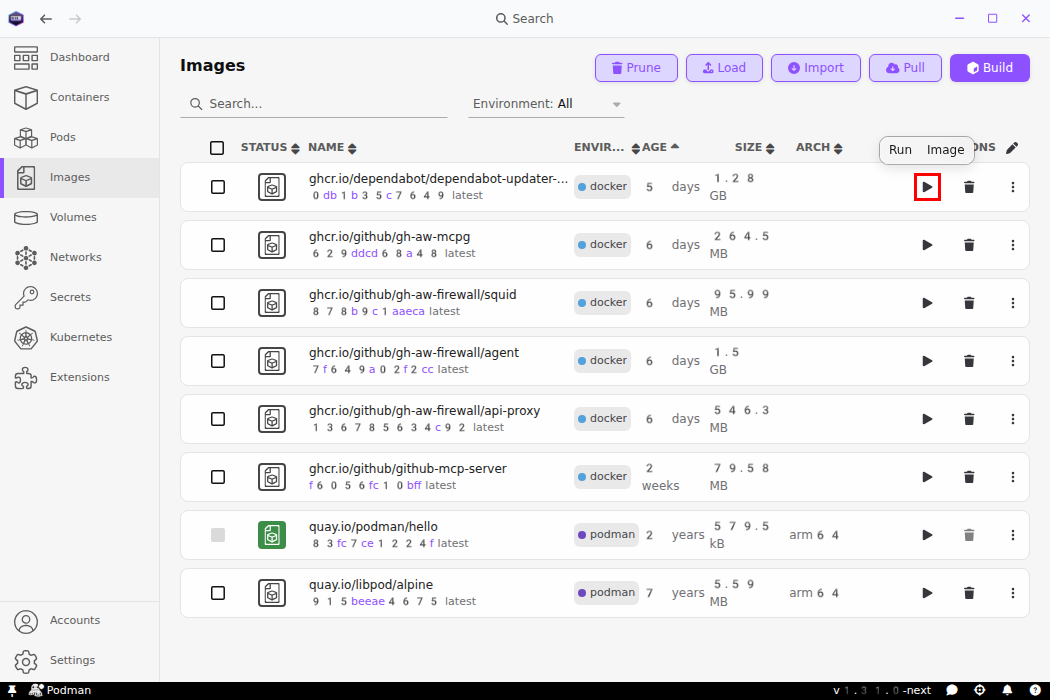 Search
Dashboard
Containers
Pods
Images
Volumes
Networks
Secrets
Kubernetes
Extensions
Accounts
Settings
Images
Prune
Load
Import
Pull
Build
Search...
Environment: All
STATUS NAME ENVIR... AGE SIZE ARCH
Run Image
ghcr.io/dependabot/dependabot-updater-... docker 5 days 1.28 GB
0db1b35c7649 latest
ghcr.io/github/gh-aw-mcpg docker 6 days 264.5 MB
629ddcd68a48 latest
ghcr.io/github/gh-aw-firewall/squid docker 6 days 95.99 MB
878b9c1aaeca latest
ghcr.io/github/gh-aw-firewall/agent docker 6 days 1.5 GB
7f649a02f2cc latest
ghcr.io/github/gh-aw-firewall/api-proxy docker 6 days 546.3 MB
136785634c92 latest
ghcr.io/github/github-mcp-server docker 2 weeks 79.58 MB
f6056fc10bff latest
quay.io/podman/hello podman 2 years 579.5 kB arm64
83fc7ce1224f latest
quay.io/libpod/alpine podman 7 years 5.59 MB arm64
915beeae4675 latest
Podman
v1.31.0-next